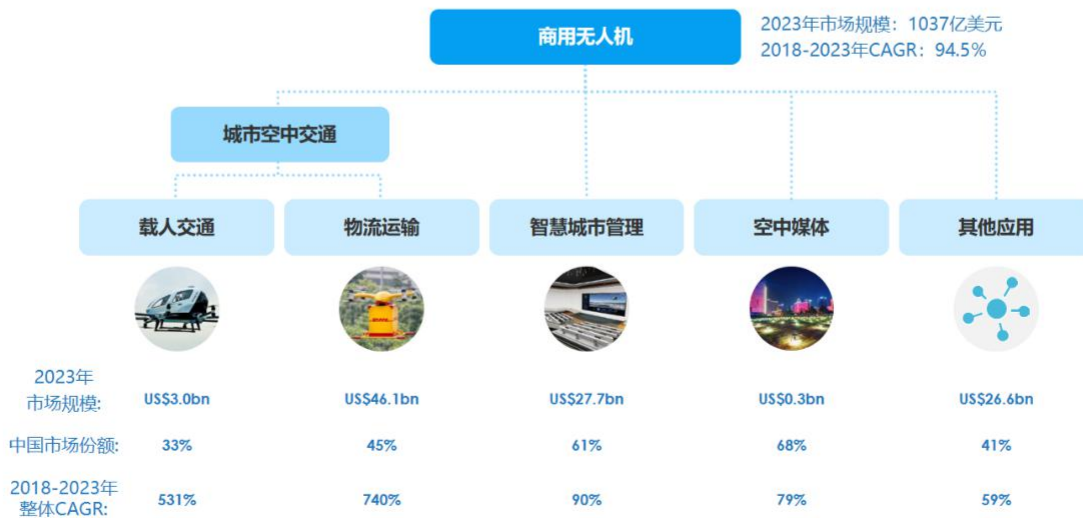 商用无人机
2023年市场规模：1037亿美元
2018-2023年CAGR：94.5%
城市空中交通
载人交通
物流运输
智慧城市管理
空中媒体
其他应用
2023年
市场规模:
US$3.0bn
US$46.1bn
US$27.7bn
US$0.3bn
US$26.6bn
中国市场份额:
33%
45%
61%
68%
41%
2018-2023年
整体CAGR:
531%
740%
90%
79%
59%